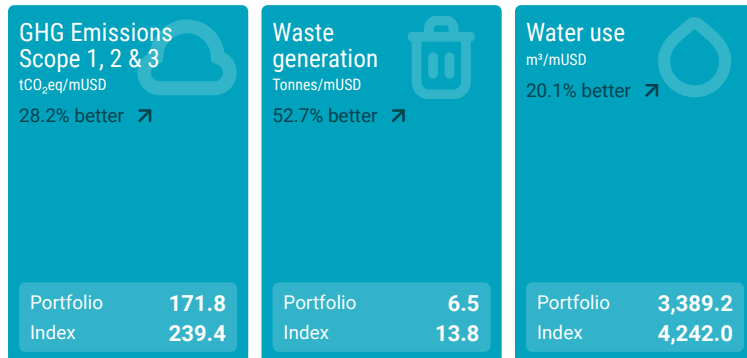 GHG Emissions
Scope 1, 2 & 3
tCO₂eq/mUSD
28.2% better
Portfolio 171.8
Index 239.4
Waste
generation
Tonnes/mUSD
52.7% better
Portfolio 6.5
Index 13.8
Water use
m³/mUSD
20.1% better
Portfolio 3,389.2
Index 4,242.0